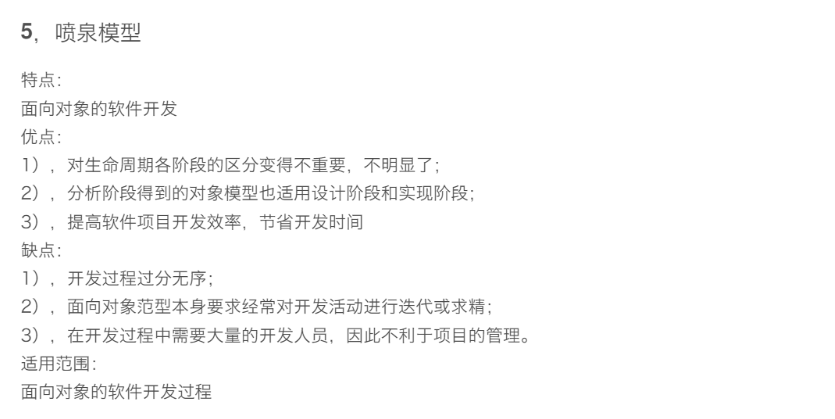 5，喷泉模型
特点：
面向对象的软件开发
优点：
1），对生命周期各阶段的区分变得不重要，不明显了；
2），分析阶段得到的对象模型也适用设计阶段和实现阶段；
3），提高软件项目开发效率，节省开发时间
缺点：
1），开发过程过分无序；
2），面向对象范型本身要求经常对开发活动进行迭代或求精；
3），在开发过程中需要大量的开发人员，因此不利于项目的管理。
适用范围：
面向对象的软件开发过程